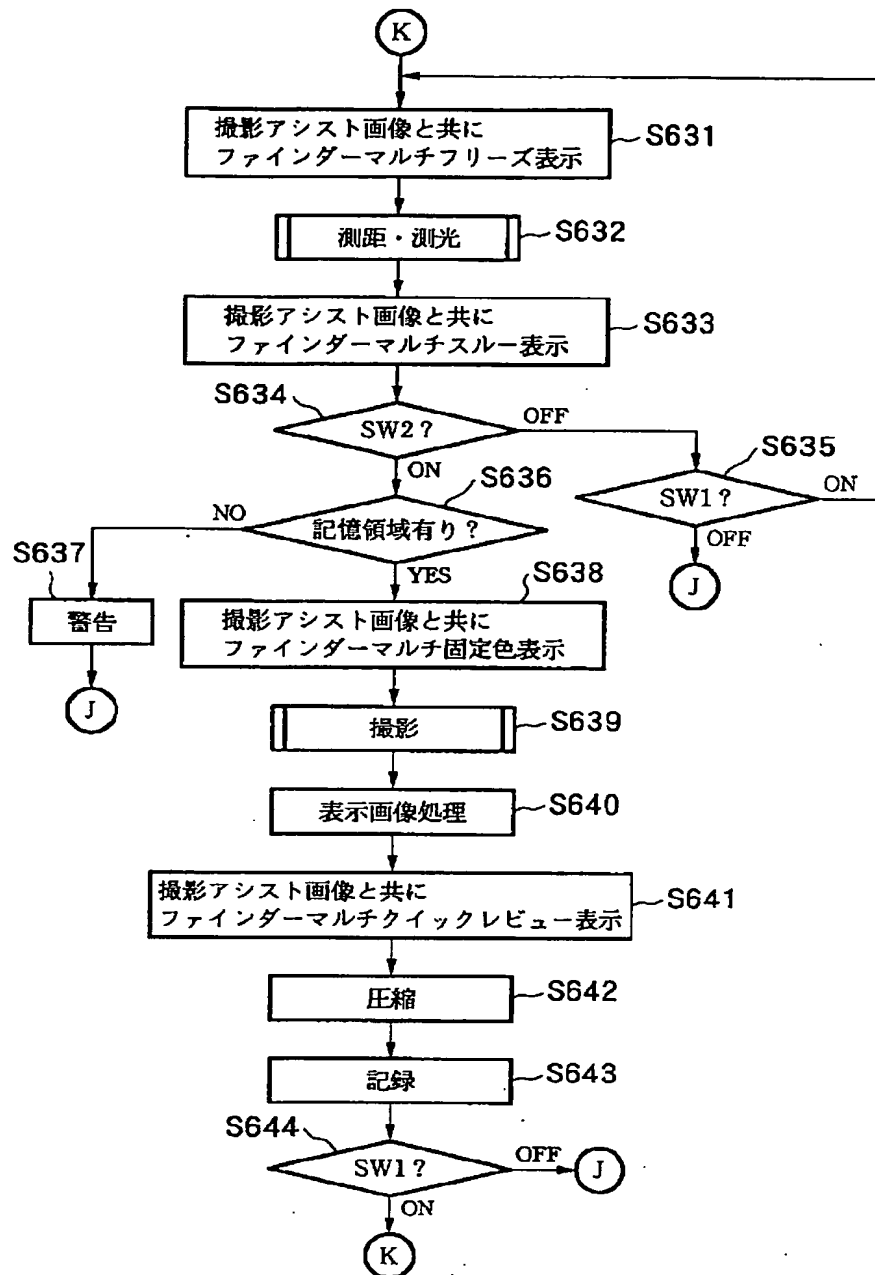 K
撮影アシスト画像と共に
ファインダーマルチフリーズ表示
S631
測距・測光
S632
撮影アシスト画像と共に
ファインダーマルチスルー表示
S633
S634
SW2?
OFF
ON
S635
SW1?
ON
OFF
J
S636
記憶領域有り?
NO
YES
S637
警告
J
S638
撮影アシスト画像と共に
ファインダーマルチ固定色表示
撮影
S639
表示画像処理
S640
撮影アシスト画像と共に
ファインダーマルチクイックレビュー表示
S641
圧縮
S642
記録
S643
S644
SW1?
OFF
J
ON
K